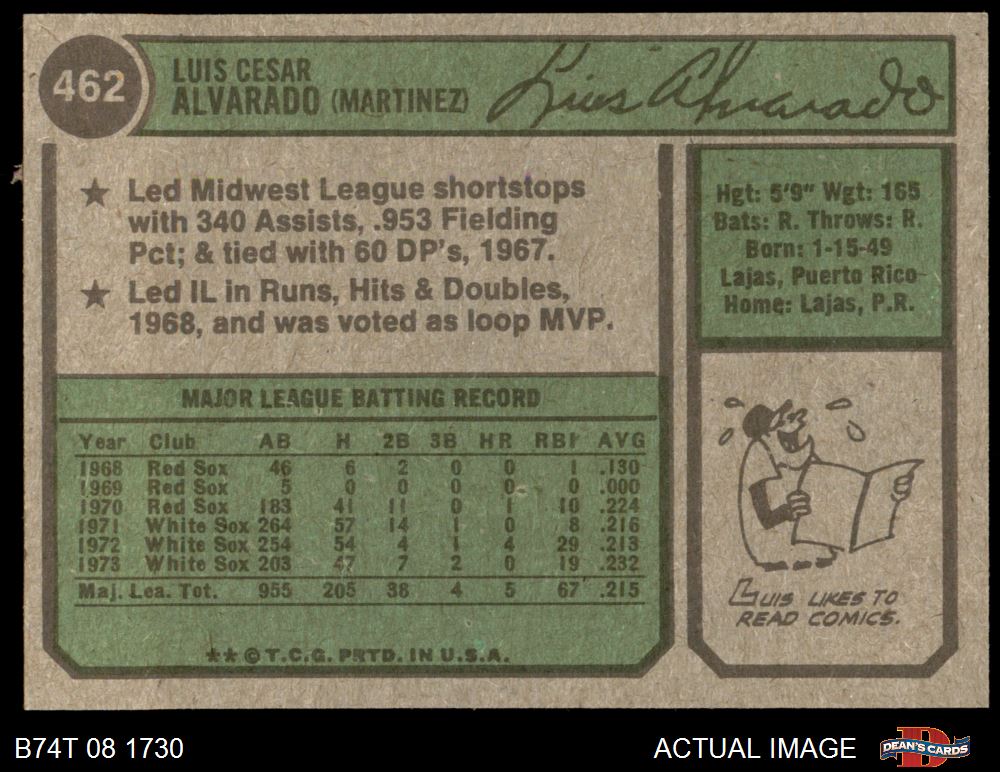 462
LUIS CESAR
ALVARADO (MARTINEZ)
Luis Alvarado
★ Led Midwest League shortstops
with 340 Assists, .953 Fielding
Pct; & tied with 60 DP's, 1967.
★ Led IL in Runs, Hits & Doubles,
1968, and was voted as loop MVP.
Hgt: 5'9" Wgt: 165
Bats: R. Throws: R.
Born: 1-15-49
Lajas, Puerto Rico
Home: Lajas, P.R.
MAJOR LEAGUE BATTING RECORD
Year Club AB H 2B 3B HR RBI AVG
1968 Red Sox 46 6 2 0 0 1 .130
1969 Red Sox 5 0 0 0 0 0 .000
1970 Red Sox 183 41 11 0 1 10 .224
1971 White Sox 264 57 14 1 0 8 .216
1972 White Sox 254 54 4 1 4 29 .213
1973 White Sox 203 47 7 2 0 19 .232
Maj. Lea. Tot. 955 205 38 4 5 67 .215
★★ © T.C.G. PRTD. IN U.S.A.
LUIS LIKES TO
READ COMICS.
B74T 08 1730
ACTUAL IMAGE
DEAN'S CARDS